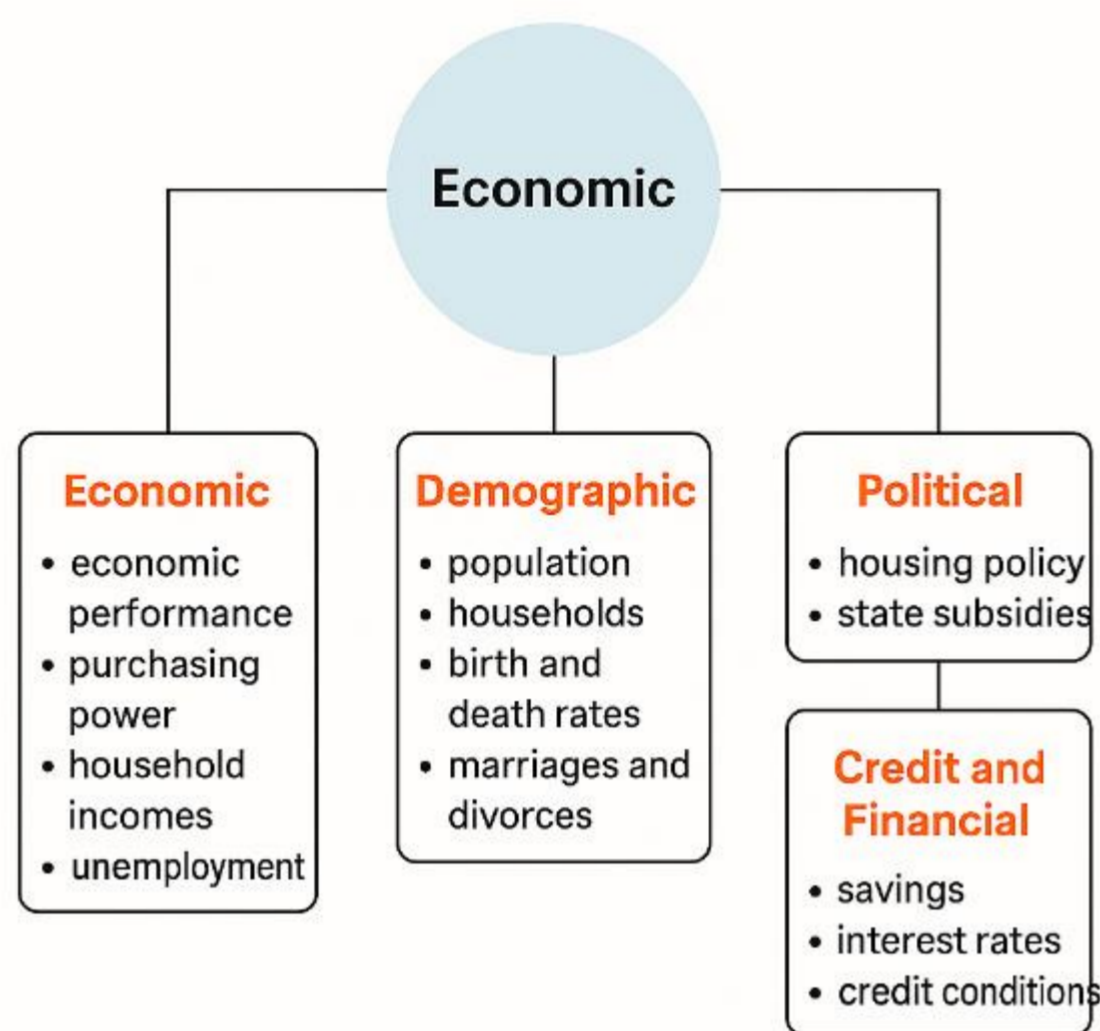 Economic
Economic
• economic
performance
• purchasing
power
• household
incomes
• unemployment
Demographic
• population
• households
• birth and
death rates
• marriages and
divorces
Political
• housing policy
• state subsidies
Credit and
Financial
• savings
• interest rates
• credit conditions